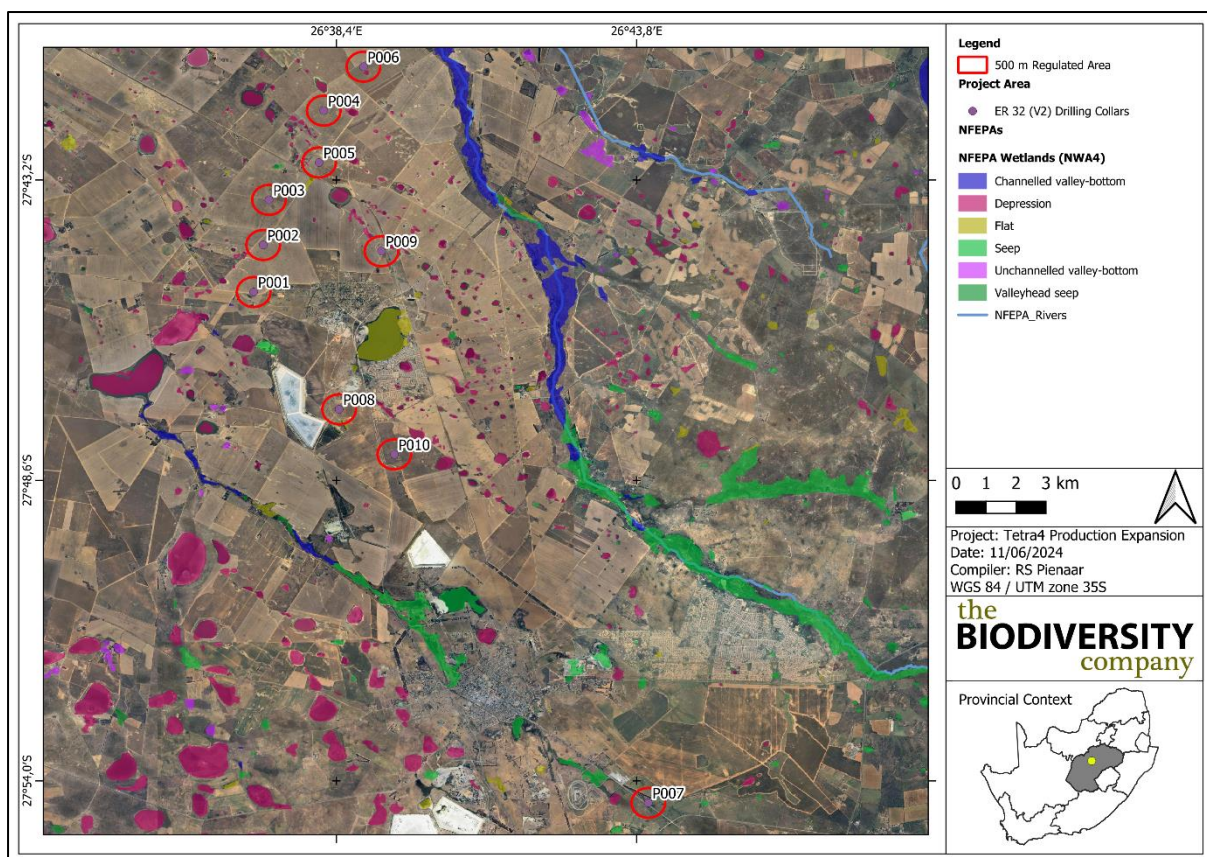 26°38,4'E
26°43,8'E
27°43,2'S
27°48,6'S
27°54,0'S
P006
P004
P005
P003
P002
P009
P001
P008
P010
P007
Legend
500 m Regulated Area
Project Area
ER 32 (V2) Drilling Collars
NFEPAs
NFEPA Wetlands (NWA4)
Channelled valley-bottom
Depression
Flat
Seep
Unchannelled valley-bottom
Valleyhead seep
NFEPA_Rivers
0 1 2 3 km
Project: Tetra4 Production Expansion
Date: 11/06/2024
Compiler: RS Pienaar
WGS 84 / UTM zone 35S
the
BIODIVERSITY
company
Provincial Context